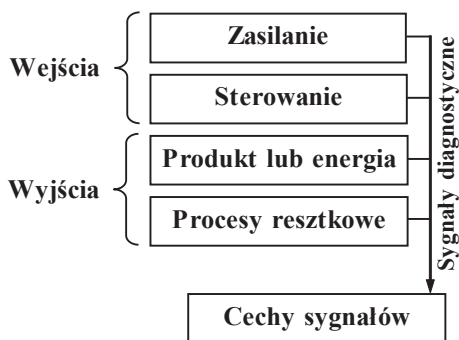 Wejścia
Zasilanie
Sterowanie
Wyjścia
Produkt lub energia
Procesy resztkowe
Sygnały diagnostyczne
Cechy sygnałów